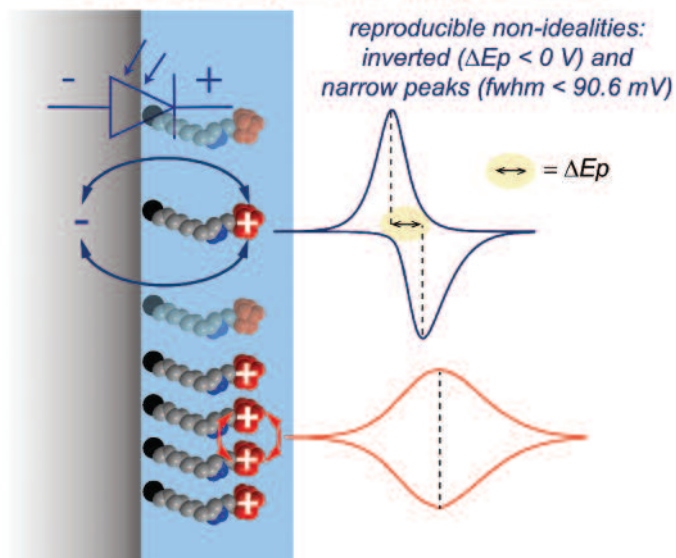 reproducible non-idealities:
inverted (ΔEp < 0 V) and
narrow peaks (fwhm < 90.6 mV)
- +
= ΔEp
-
+
+
+
+
+